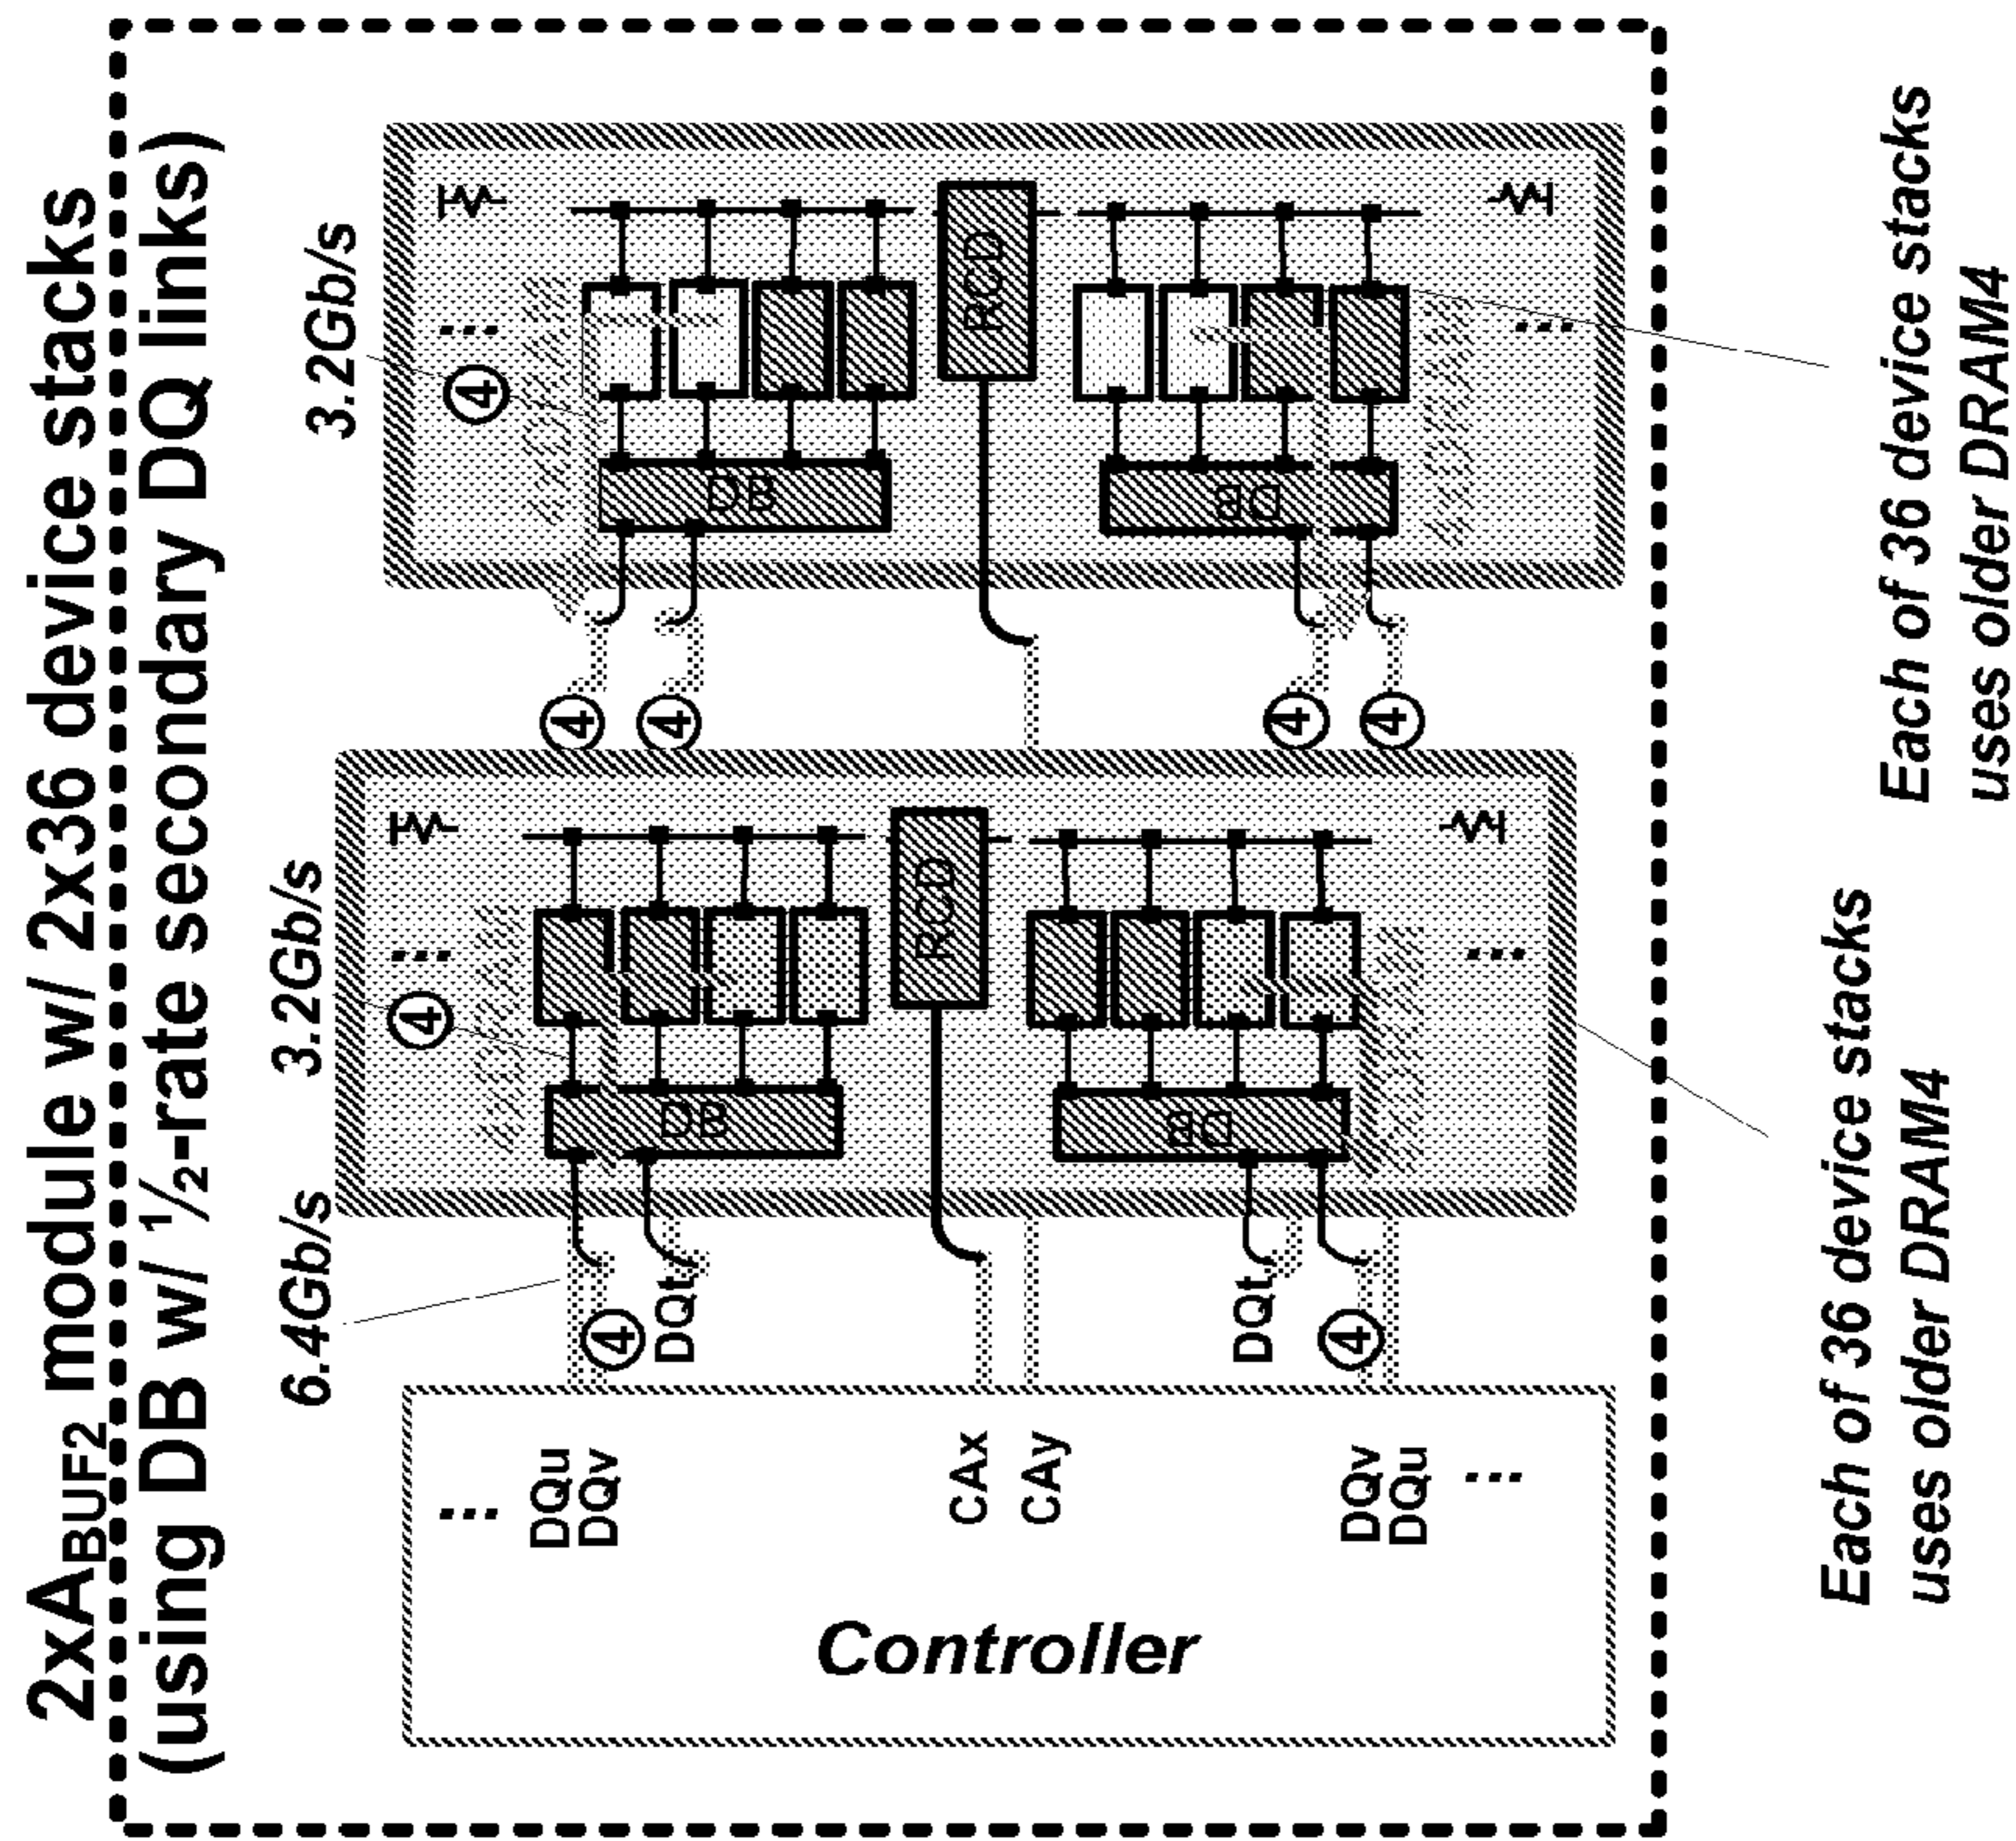 2xABUF2 module w/ 2x36 device stacks
(using DB w/ ½-rate secondary DQ links)
6.4Gb/s
3.2Gb/s
3.2Gb/s
...
④
...
④
...
DQu
DQv
④
DQt
DB
④
④
DB
CAx
CAy
RCD
RCD
Controller
DQt
④
DB
④
④
DB
DQv
DQu
...
...
...
Each of 36 device stacks
uses older DRAM4
Each of 36 device stacks
uses older DRAM4